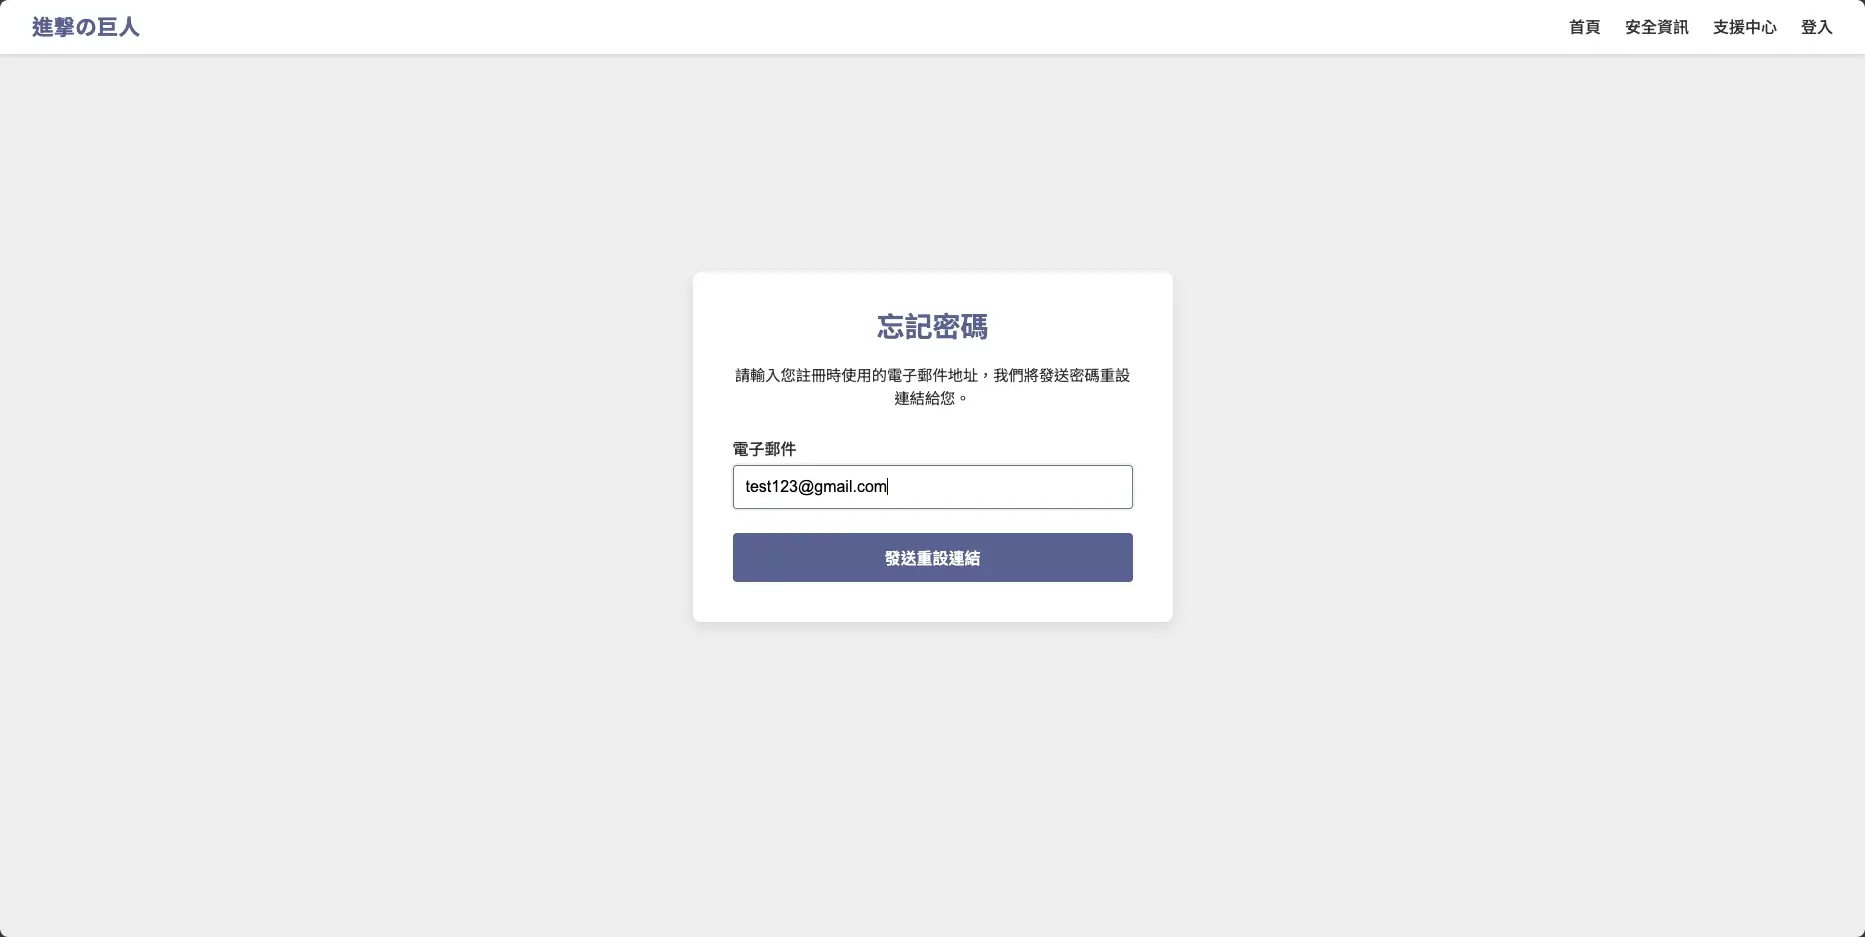 進撃の巨人
首頁 安全資訊 支援中心 登入
忘記密碼
請輸入您註冊時使用的電子郵件地址，我們將發送密碼重設
連結給您。
電子郵件
test123@gmail.com
發送重設連結